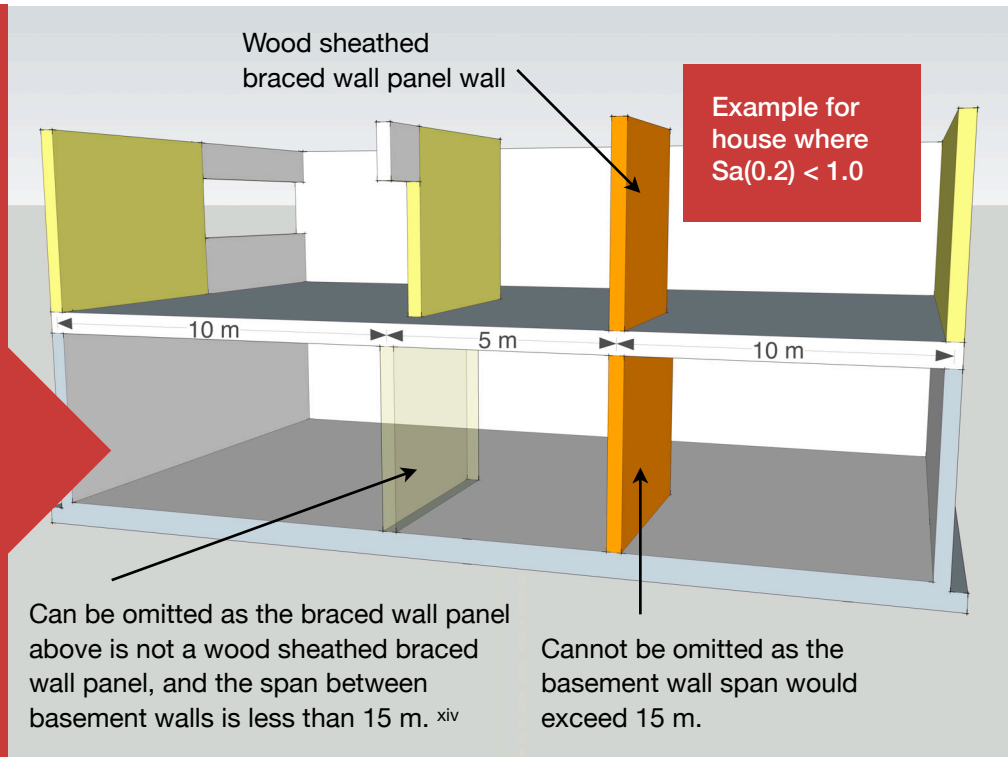 Wood sheathed
braced wall panel wall
Example for
house where
Sa(0.2) < 1.0
10 m
5 m
10 m
Can be omitted as the braced wall panel
above is not a wood sheathed braced
wall panel, and the span between
basement walls is less than 15 m. xiv
Cannot be omitted as the
basement wall span would
exceed 15 m.